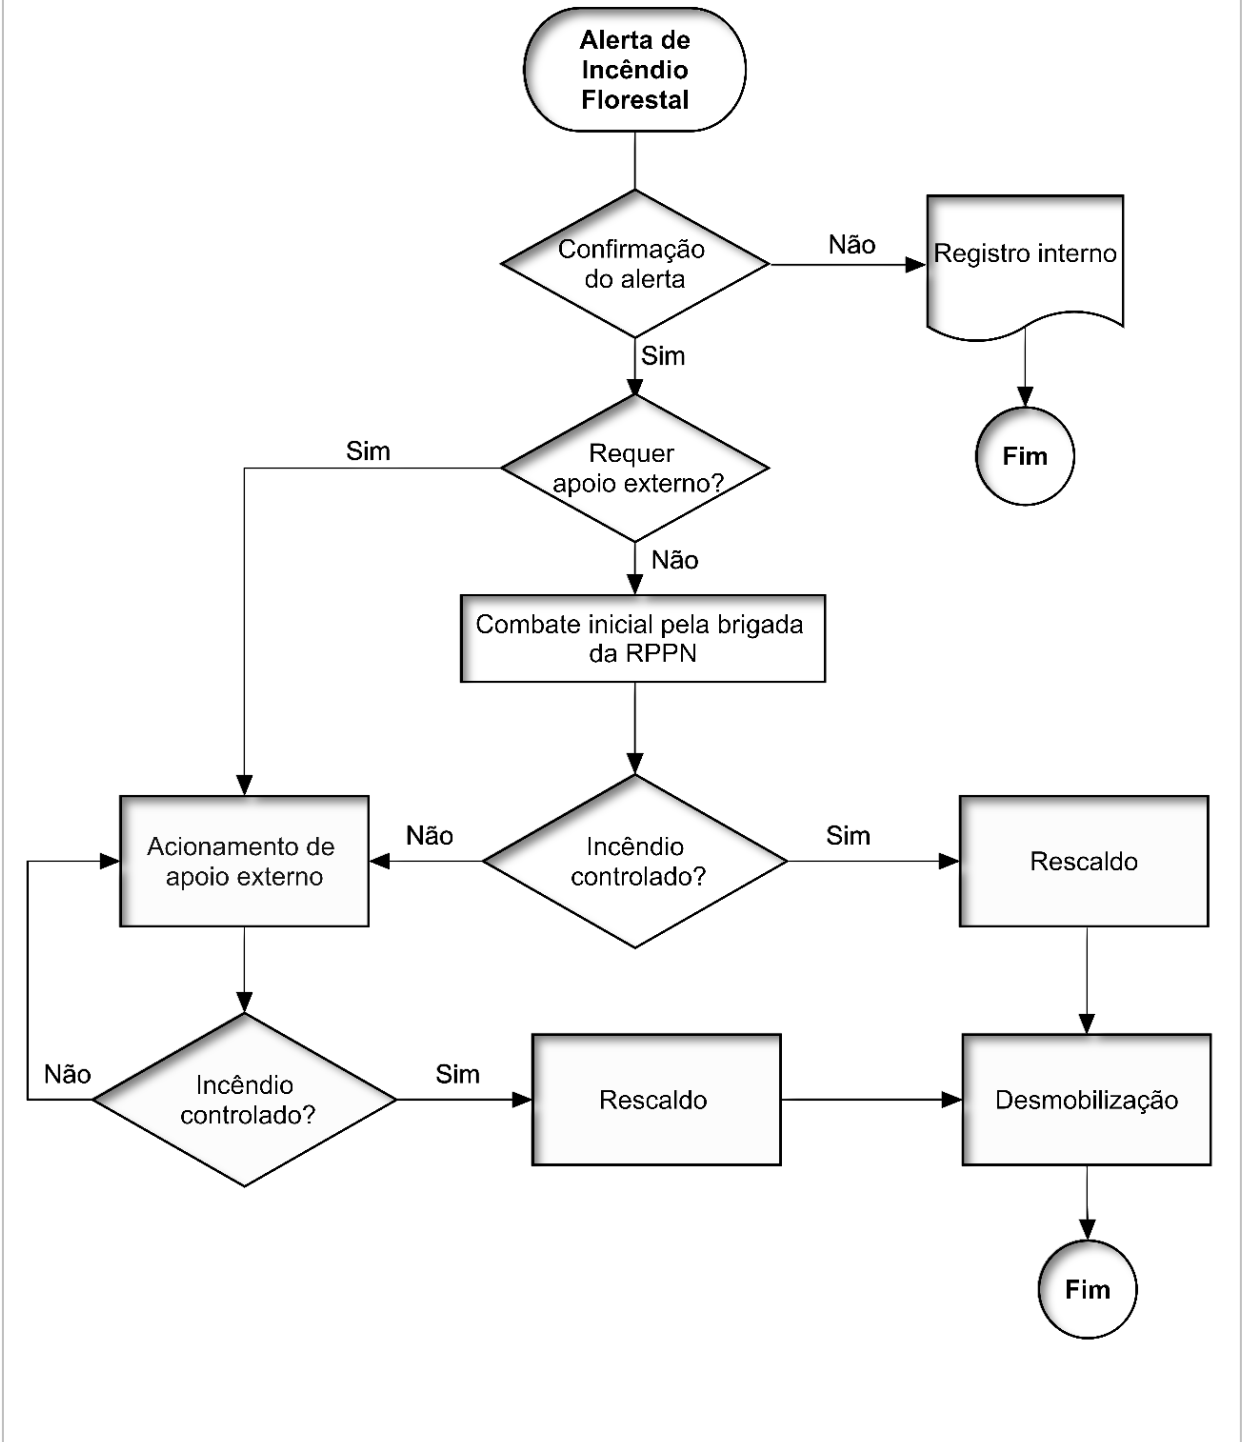 Alerta de
Incêndio
Florestal
Confirmação
do alerta
Não
Registro interno
Sim
Fim
Sim
Requer
apoio externo?
Não
Combate inicial pela brigada
da RPPN
Acionamento de
apoio externo
Não
Incêndio
controlado?
Sim
Rescaldo
Não
Incêndio
controlado?
Sim
Rescaldo
Desmobilização
Fim